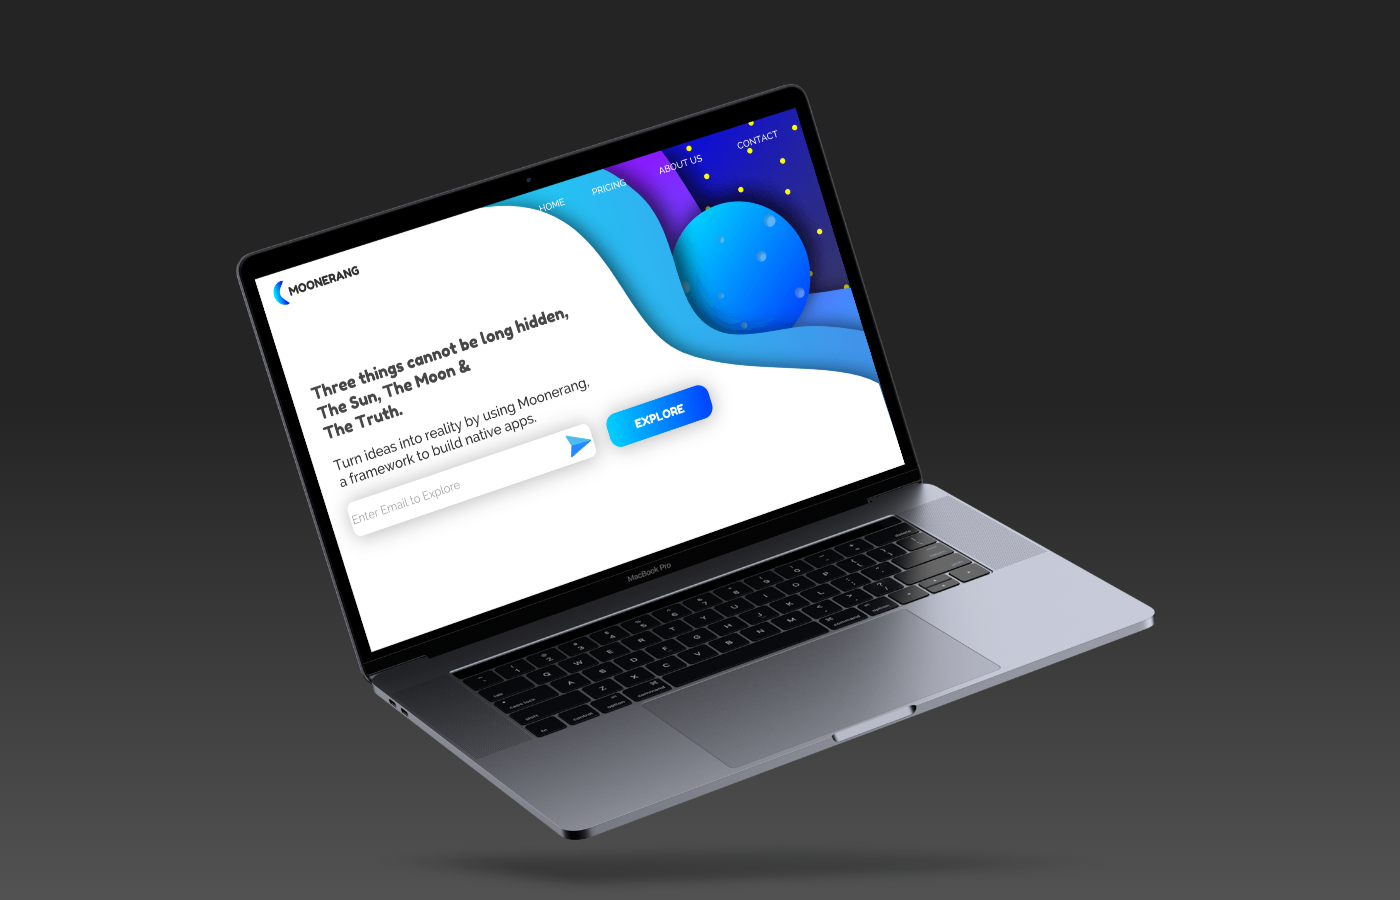 HOME
PRICING
ABOUT US
CONTACT
MOONERANG
Three things cannot be long hidden,
The Sun, The Moon &
The Truth.
Turn ideas into reality by using Moonerang,
a framework to build native apps.
Enter Email to Explore
EXPLORE
MacBook Pro